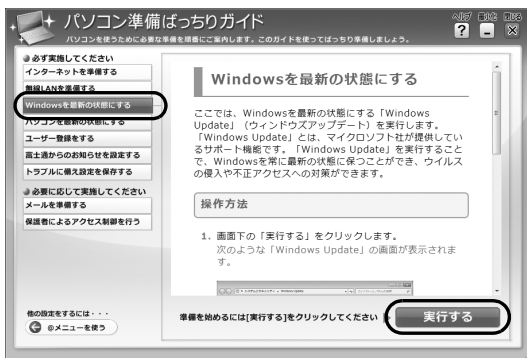 パソコン準備ばっちりガイド
パソコンを使うために必要な準備を順番にご案内します。このガイドを使ってばっちり準備しましょう。
ヘルプ 最小化 閉じる
必ず実施してください
インターネットを準備する
無線LANを準備する
Windowsを最新の状態にする
パソコンを最新の状態にする
ユーザー登録をする
富士通からのお知らせを設定する
トラブルに備え設定を保存する
必要に応じて実施してください
メールを準備する
保護者によるアクセス制御を行う
他の設定をするには・・・
@メニューを使う
Windowsを最新の状態にする
ここでは、Windowsを最新の状態にする「Windows
Update」（ウィンドウズアップデート）を実行します。
「Windows Update」とは、マイクロソフト社が提供してい
るサポート機能です。「Windows Update」を実行すること
で、Windowsを常に最新の状態に保つことができ、ウイルス
の侵入や不正アクセスへの対策ができます。
操作方法
1. 画面下の「実行する」をクリックします。
次のような「Windows Update」の画面が表示されま
す。
準備を始めるには[実行する]をクリックしてください
実行する